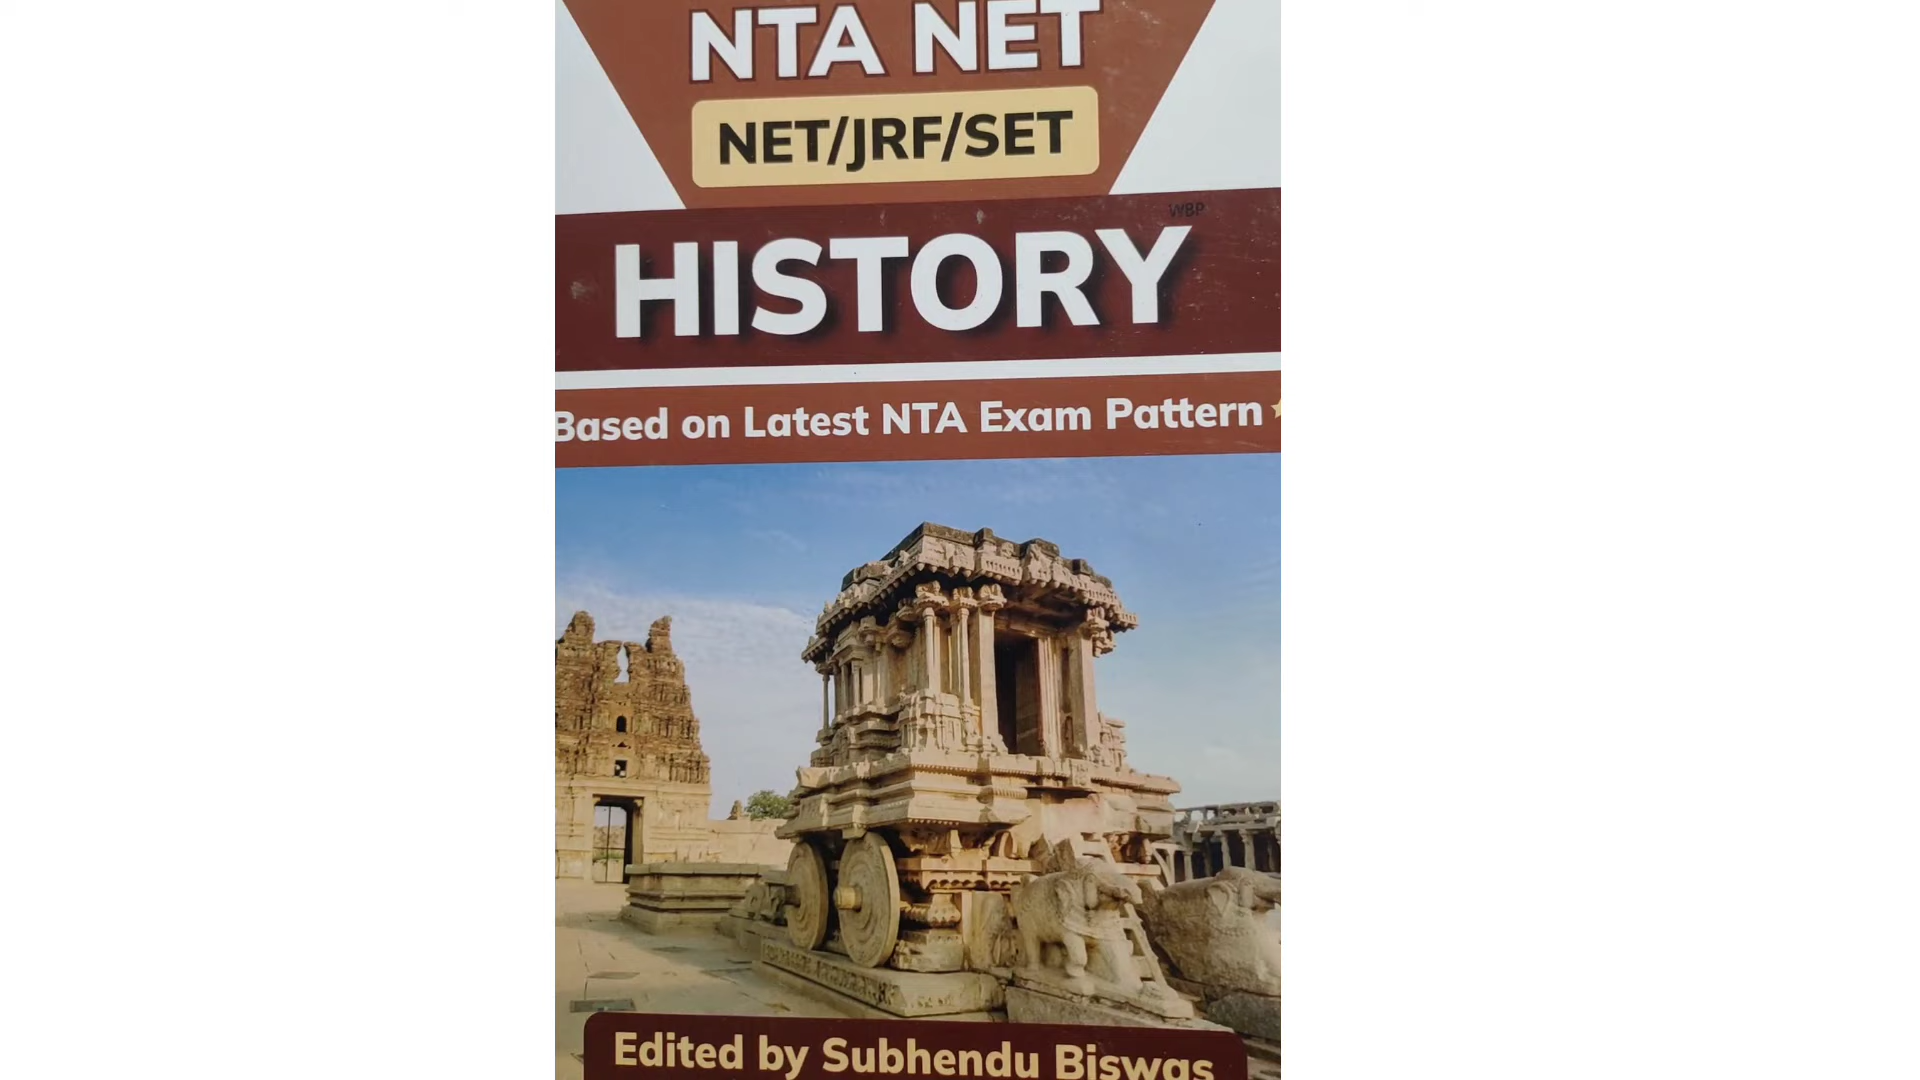 NTA NET
NET/JRF/SET
WBP
HISTORY
Based on Latest NTA Exam Pattern
Edited by Subhendu Biswas